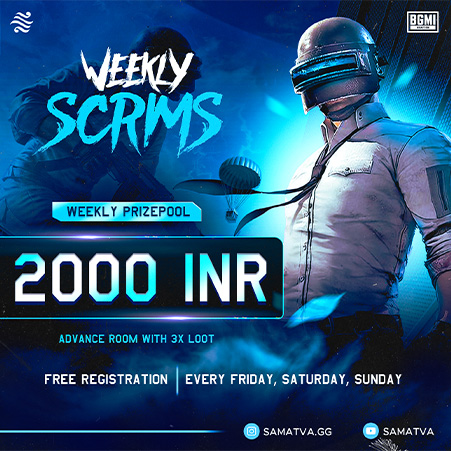 BGMI
WEEKLY
SCRIMS
WEEKLY PRIZEPOOL
2000 INR
ADVANCE ROOM WITH 3X LOOT
FREE REGISTRATION | EVERY FRIDAY, SATURDAY, SUNDAY
SAMATVA.GG SAMATVA